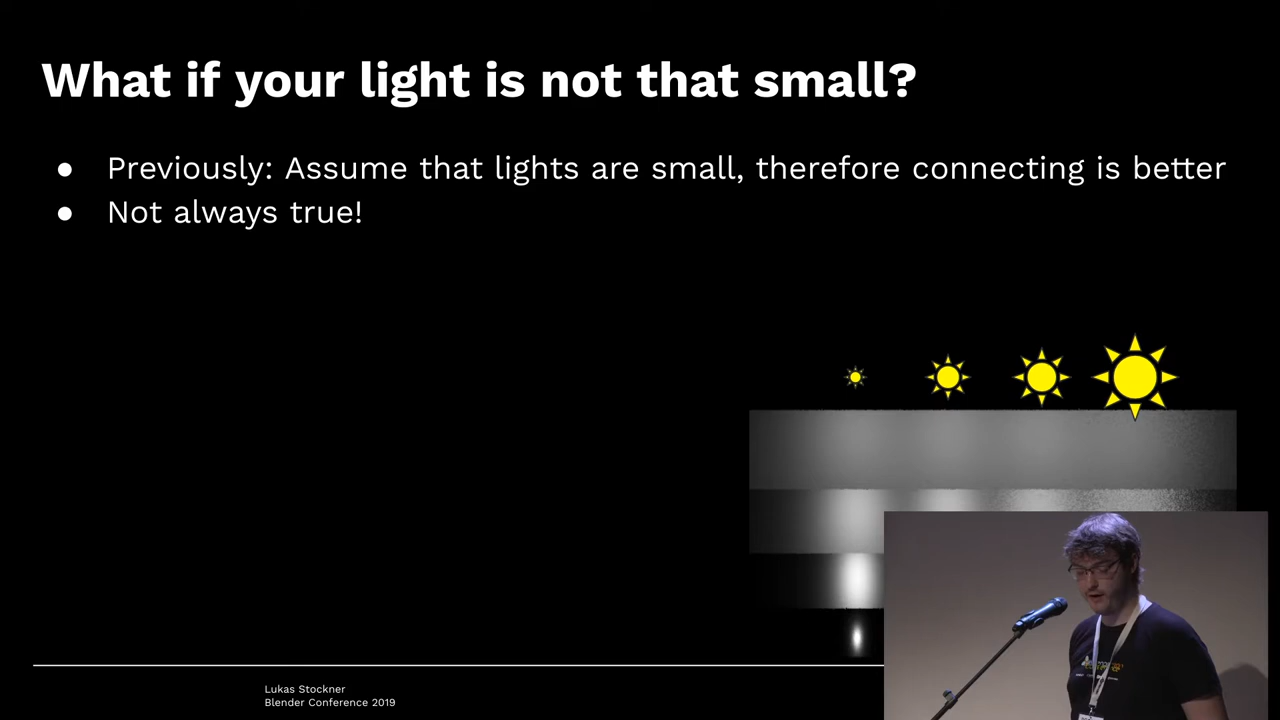 What if your light is not that small?
● Previously: Assume that lights are small, therefore connecting is better
● Not always true!
Lukas Stockner
Blender Conference 2019